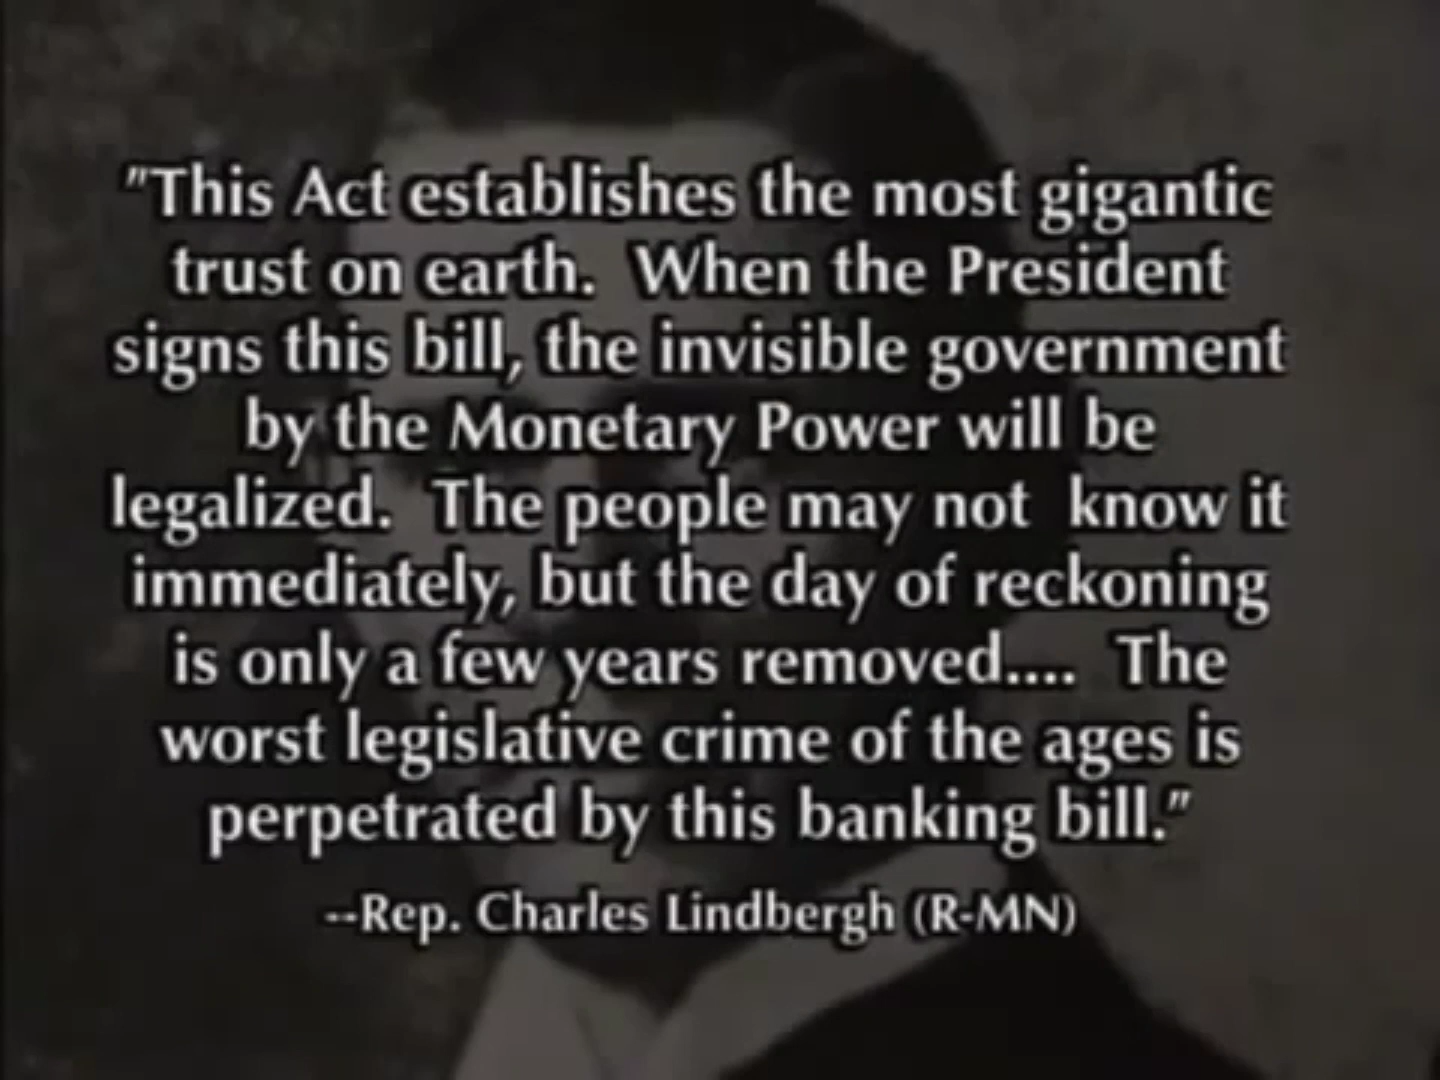 "This Act establishes the most gigantic
trust on earth.  When the President
signs this bill, the invisible government
by the Monetary Power will be
legalized.  The people may not  know it
immediately, but the day of reckoning
is only a few years removed....  The
worst legislative crime of the ages is
perpetrated by this banking bill."
--Rep. Charles Lindbergh (R-MN)